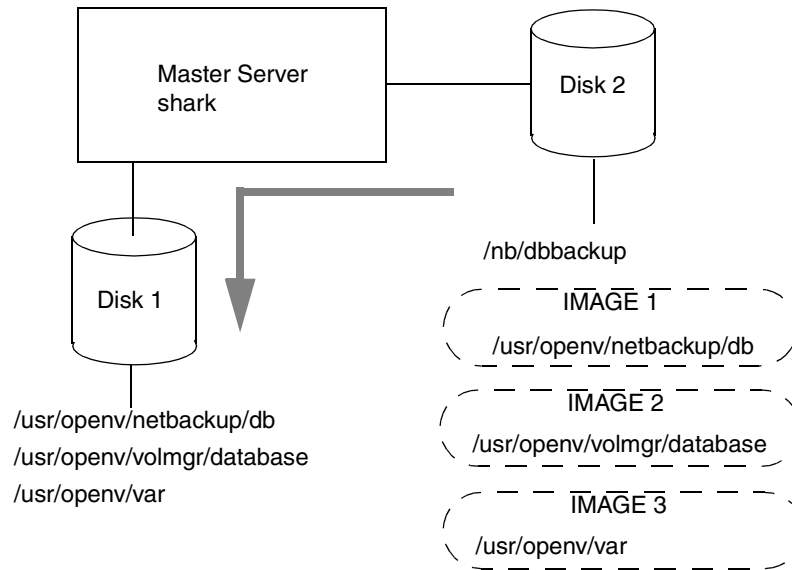 Master Server
shark
Disk 2
Disk 1
/usr/openv/netbackup/db
/usr/openv/volmgr/database
/usr/openv/var
/nb/dbbackup
IMAGE 1
/usr/openv/netbackup/db
IMAGE 2
/usr/openv/volmgr/database
IMAGE 3
/usr/openv/var